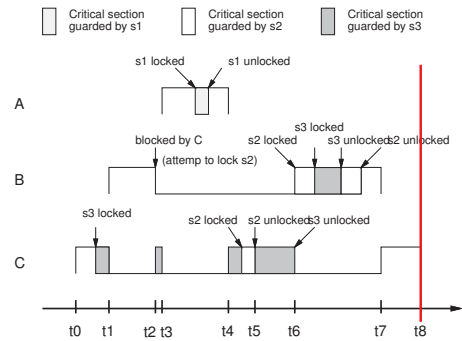 Critical section
guarded by s1
Critical section
guarded by s2
Critical section
guarded by s3
s1 locked
s1 unlocked
A
s3 locked
blocked by C
s2 locked
s3 unlocked
s2 unlocked
(attemp to lock s2)
B
s3 locked
s2 locked
s2 unlocked
s3 unlocked
C
t0 t1 t2 t3 t4 t5 t6 t7 t8